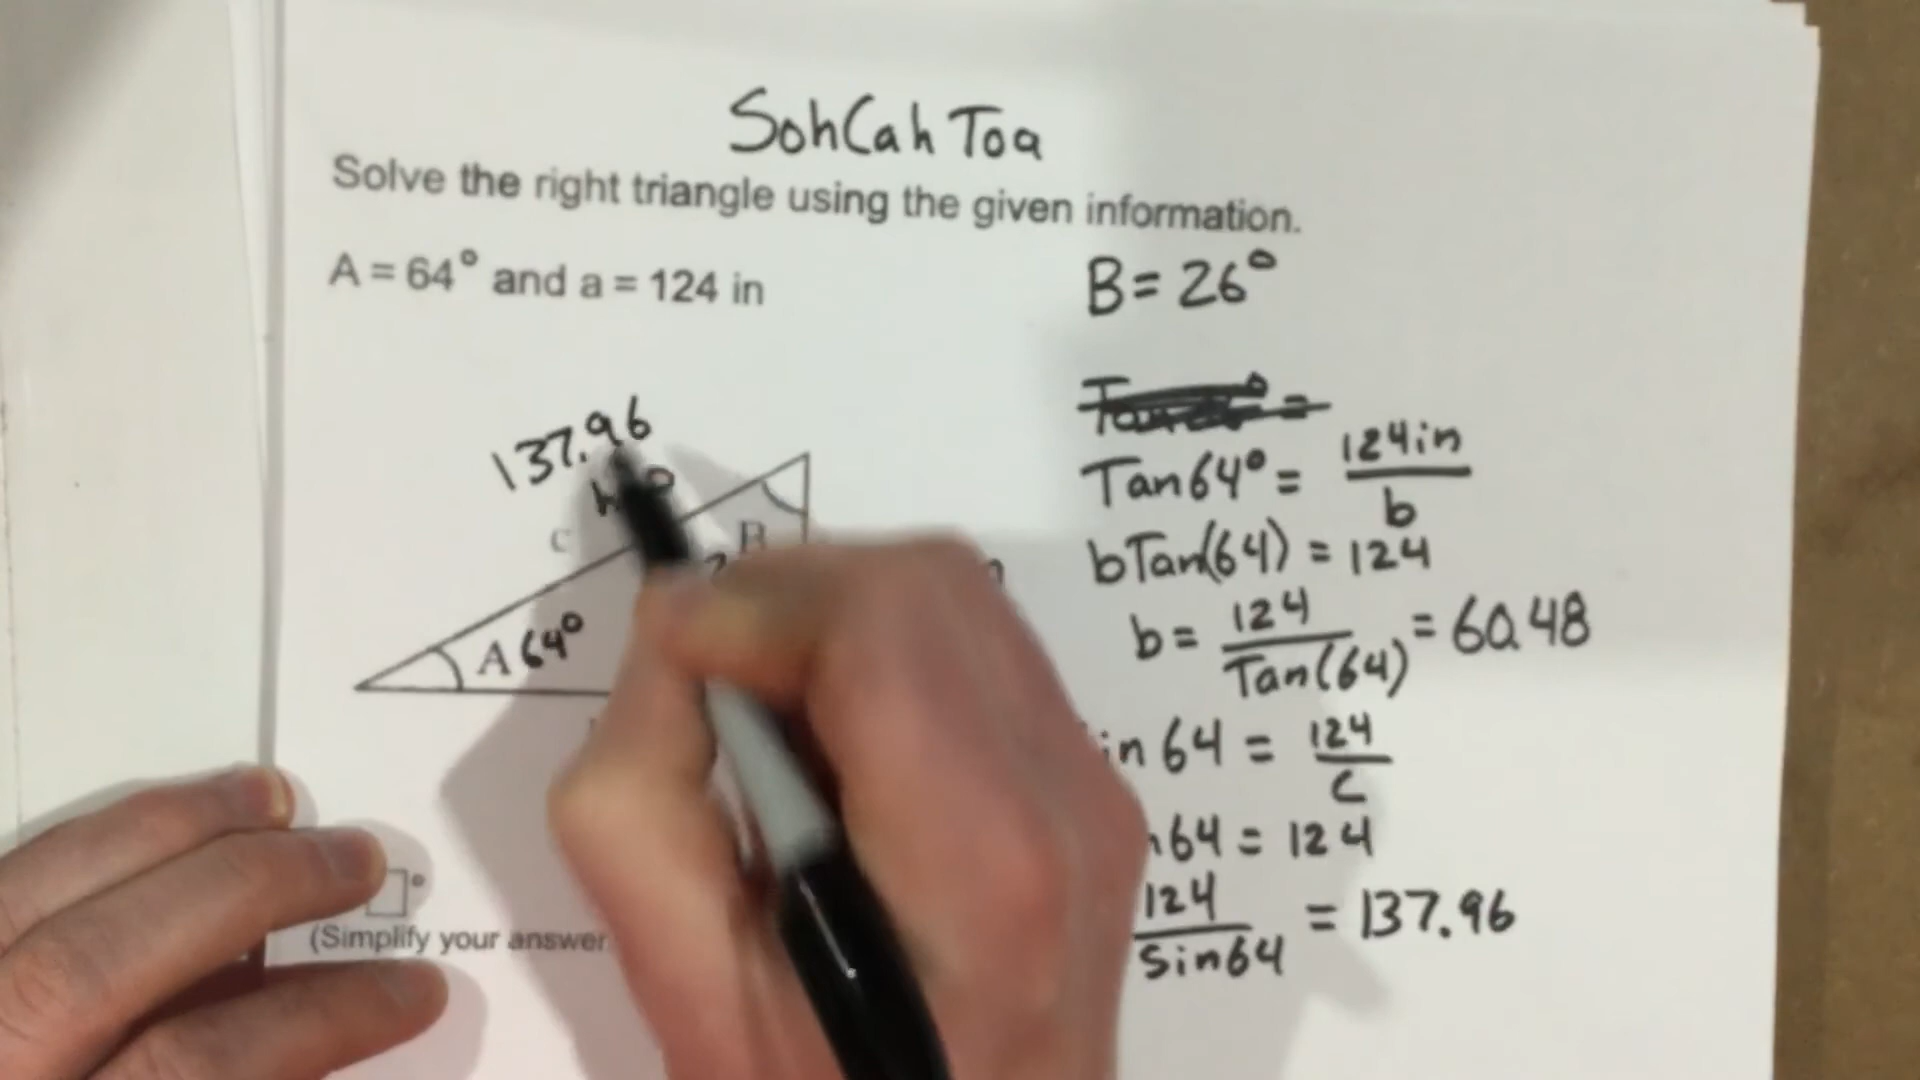 SohCahToa
Solve the right triangle using the given information.
A = 64° and a = 124 in
B = 26°
Tan64° = 124in / b
bTan(64) = 124
b = 124 / Tan(64) = 60.48
in 64 = 124 / C
64 = 124
124 / Sin64 = 137.96
137.96
c
B
A 64°
°
(Simplify your answer